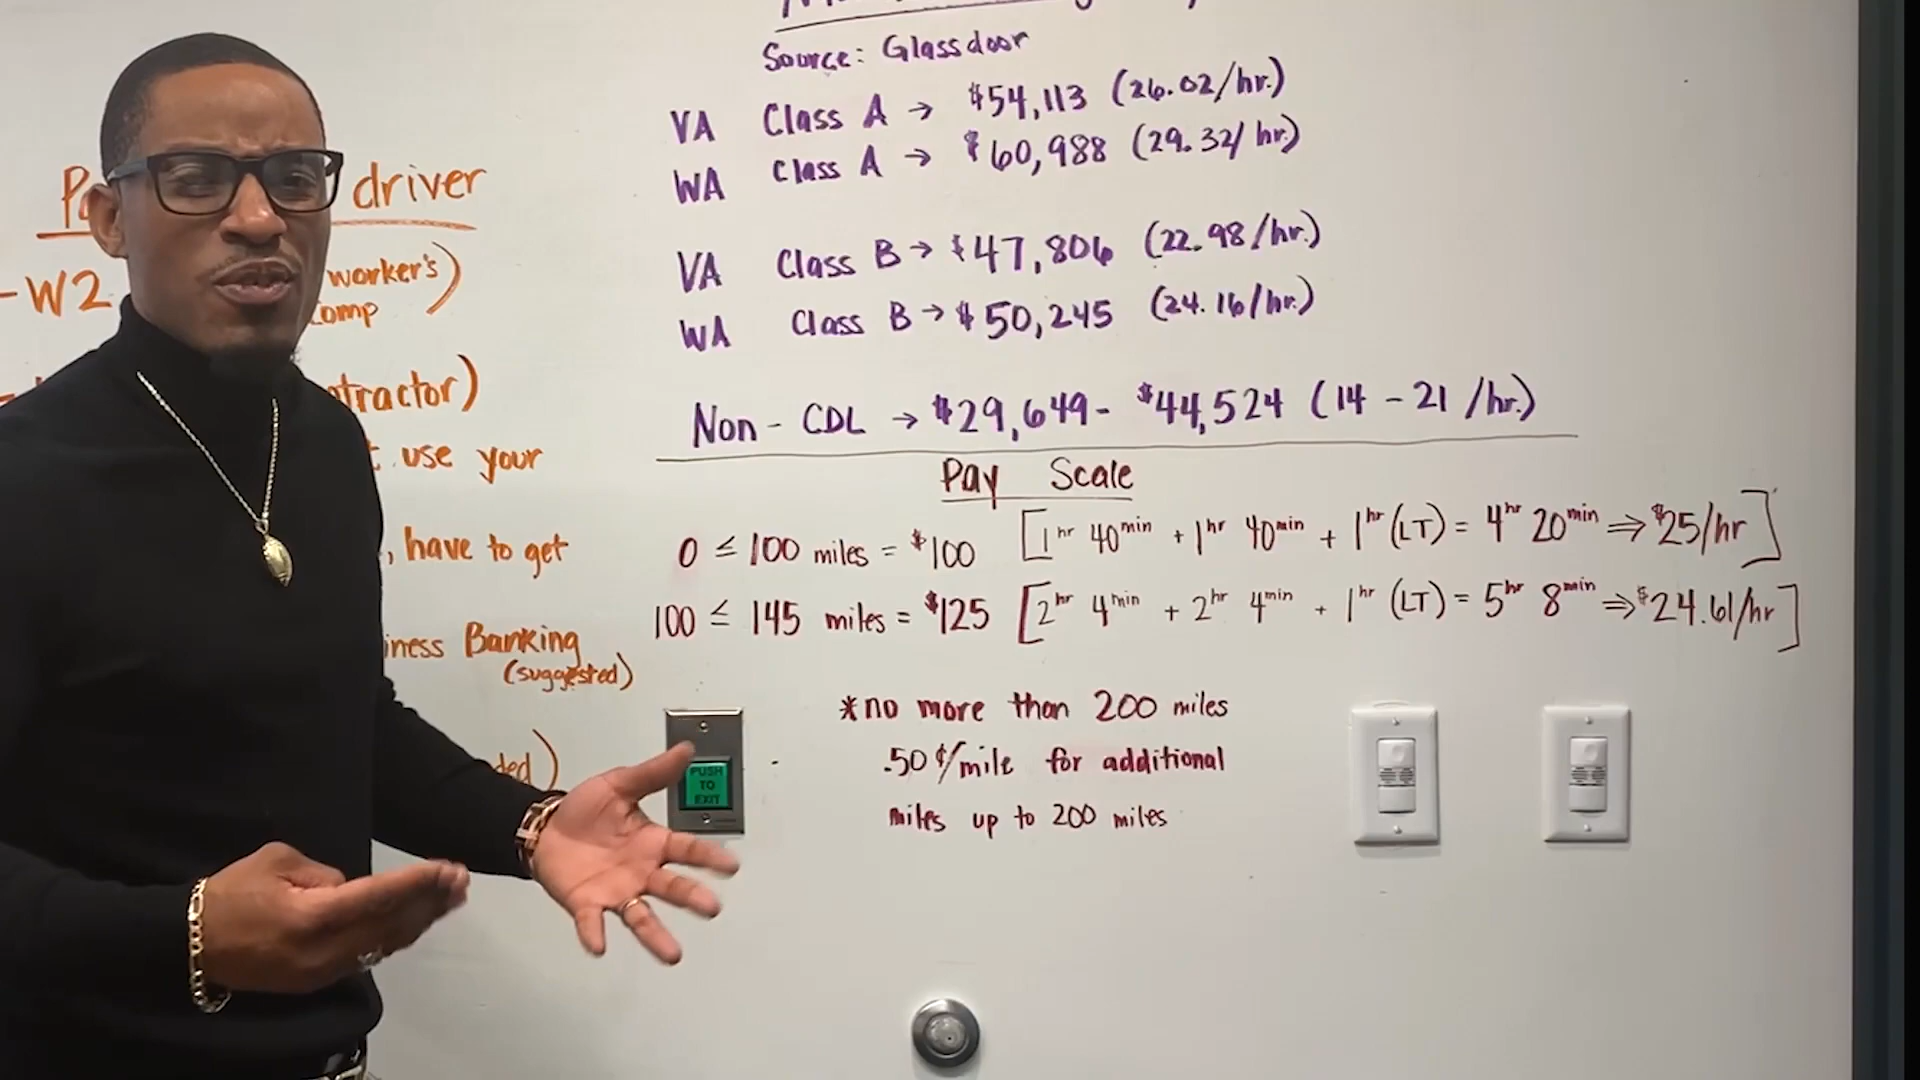 driver
-W2
worker's)
comp
tractor)
use your
, have to get
iness Banking
(suggested)
ded)
Source: Glassdoor
VA Class A → $54,113 (26.02/hr.)
WA Class A → $60,988 (29.32/hr.)
VA Class B → $47,806 (22.98/hr.)
WA Class B → $50,245 (24.16/hr.)
Non-CDL → $29,649 - $44,524 (14 - 21 /hr.)
Pay Scale
0 ≤ 100 miles = $100 [1hr 40min + 1hr 40min + 1hr (LT) = 4hr 20min ⇒ $25/hr]
100 ≤ 145 miles = $125 [2hr 4min + 2hr 4min + 1hr (LT) = 5hr 8min ⇒ $24.61/hr]
*no more than 200 miles
.50¢/mile for additional
miles up to 200 miles
PUSH
TO
EXIT